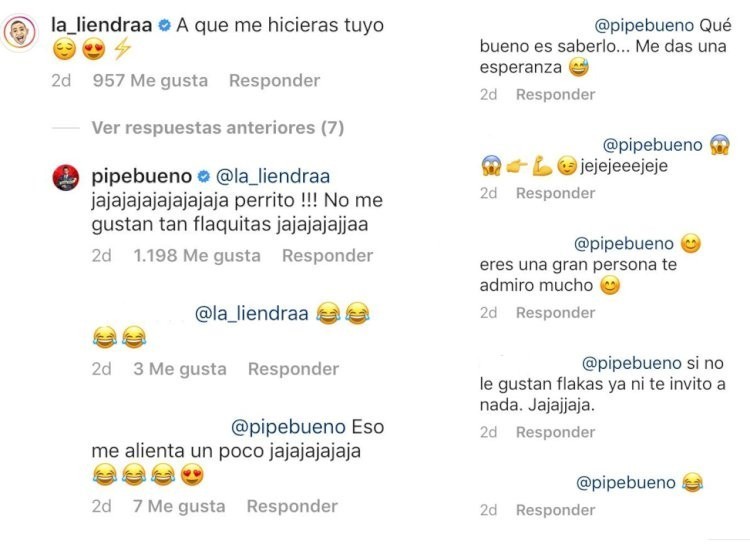 la_liendraa A que me hicieras tuyo
😌😍⚡
2d 957 Me gusta Responder
Ver respuestas anteriores (7)
pipebueno @la_liendraa
jajajajajajajaja perrito !!! No me
gustan tan flaquitas jajajajajjaa
2d 1.198 Me gusta Responder
@la_liendraa 😂😂
😂😂
2d 3 Me gusta Responder
@pipebueno Eso
me alienta un poco jajajajajaja
😂😂😂😍
2d 7 Me gusta Responder
@pipebueno Qué
bueno es saberlo... Me das una
esperanza 😅
2d Responder
@pipebueno 😱
😱👉💪😉jejejeeejeje
2d Responder
@pipebueno 😊
eres una gran persona te
admiro mucho 😊
2d Responder
@pipebueno si no
le gustan flakas ya ni te invito a
nada. Jajajjaja.
2d Responder
@pipebueno 😂
2d Responder